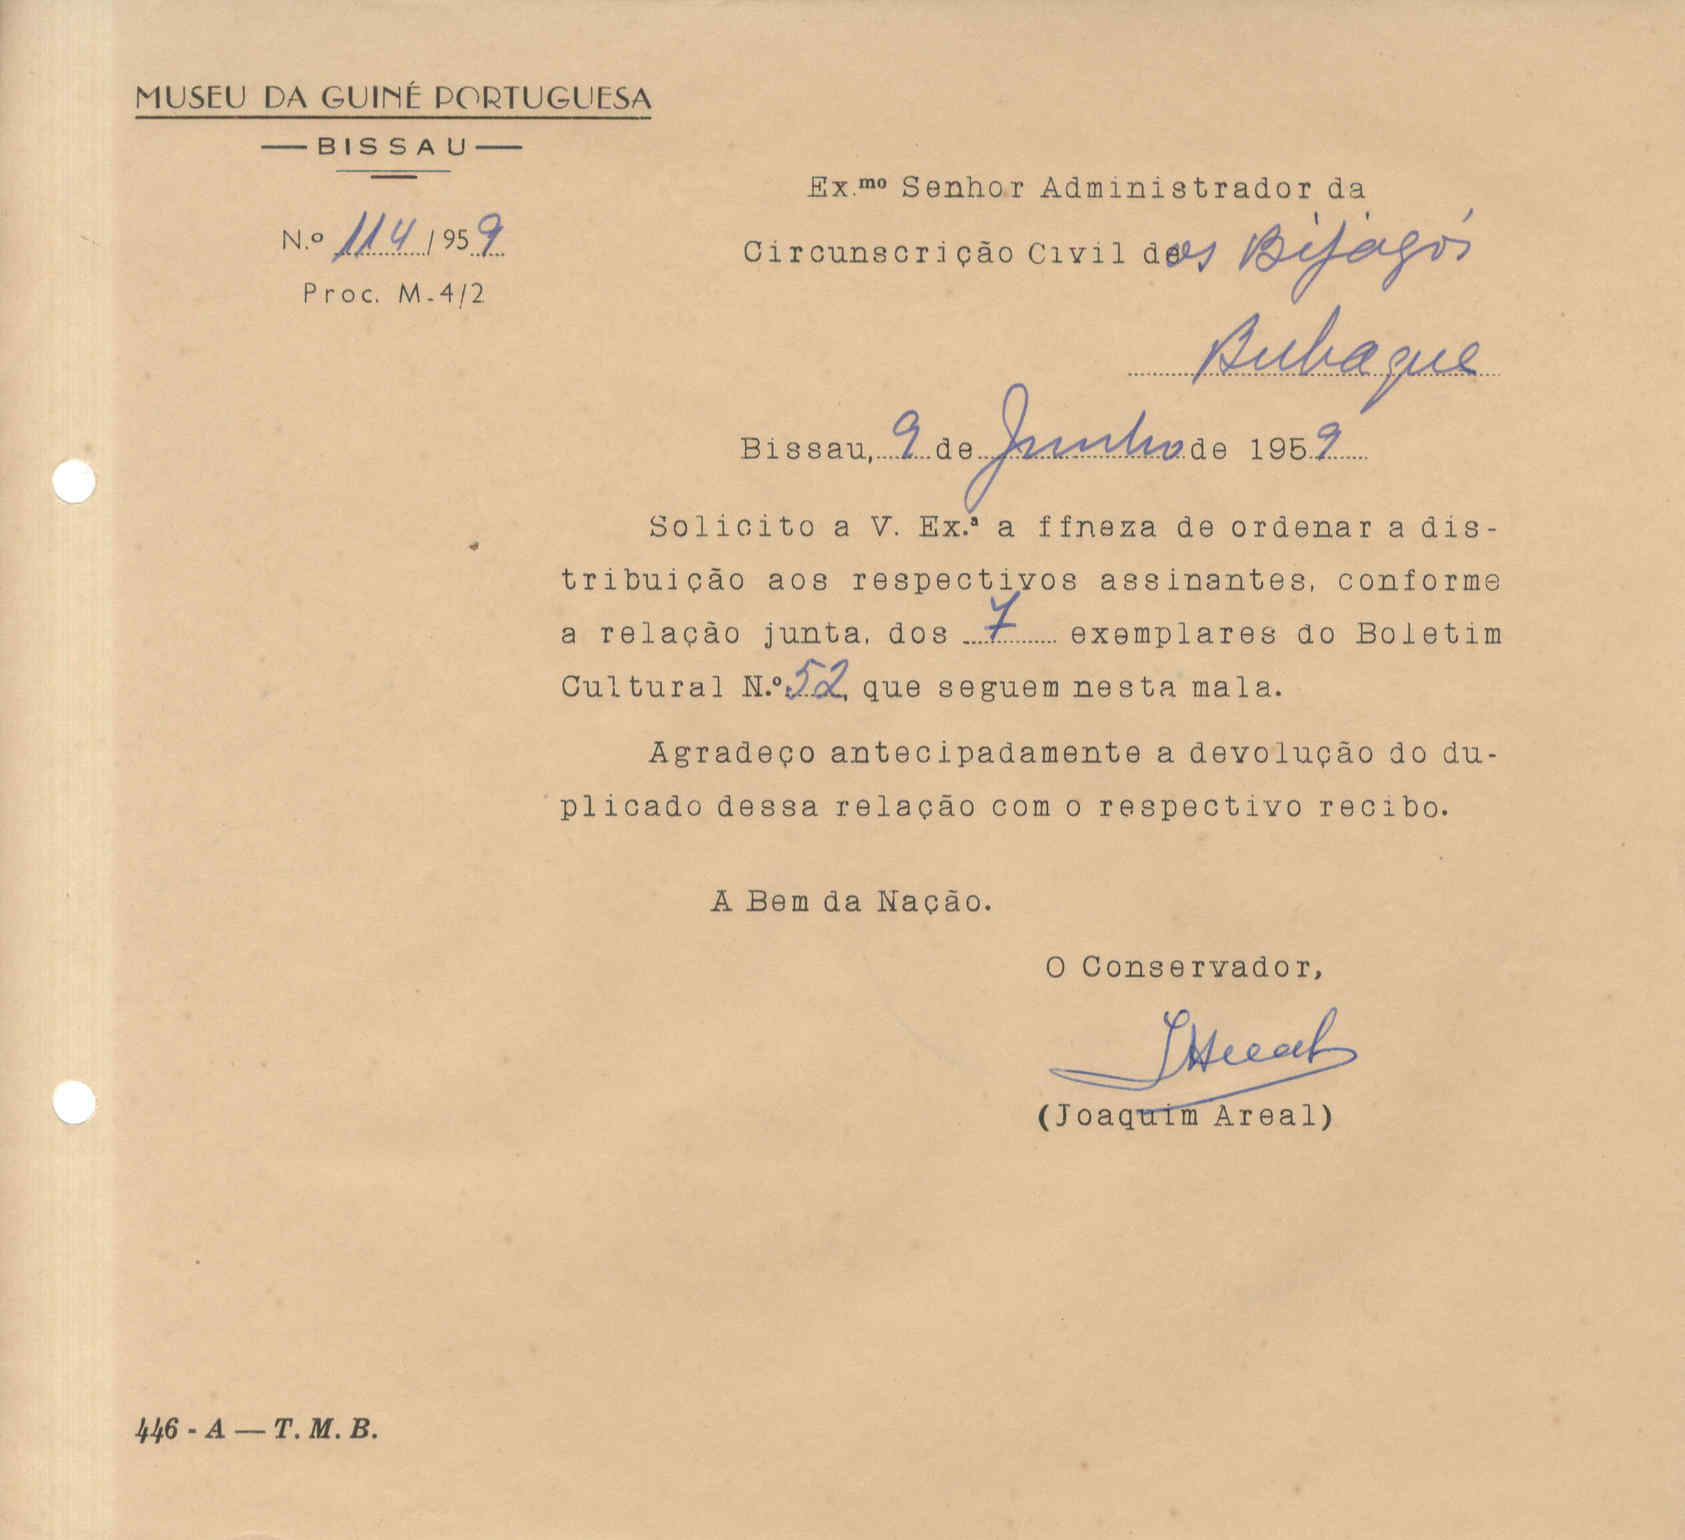 MUSEU DA GUINÉ PORTUGUESA
— BISSAU —
N.º 114/959
Proc. M-4/2
Ex.mo Senhor Administrador da
Circunscrição Civil deos Bijagós
Bubaque
Bissau, 9 de Junho de 1959
Solicito a V. Ex.ª a ffneza de ordenar a dis-
tribuição aos respectivos assinantes, conforme
a relação junta, dos 7 exemplares do Boletim
Cultural N.º 52, que seguem nesta mala.
Agradeço antecipadamente a devolução do du-
plicado dessa relação com o respectivo recibo.
A Bem da Nação.
O Conservador,
(Joaquim Areal)
446 - A — T. M. B.